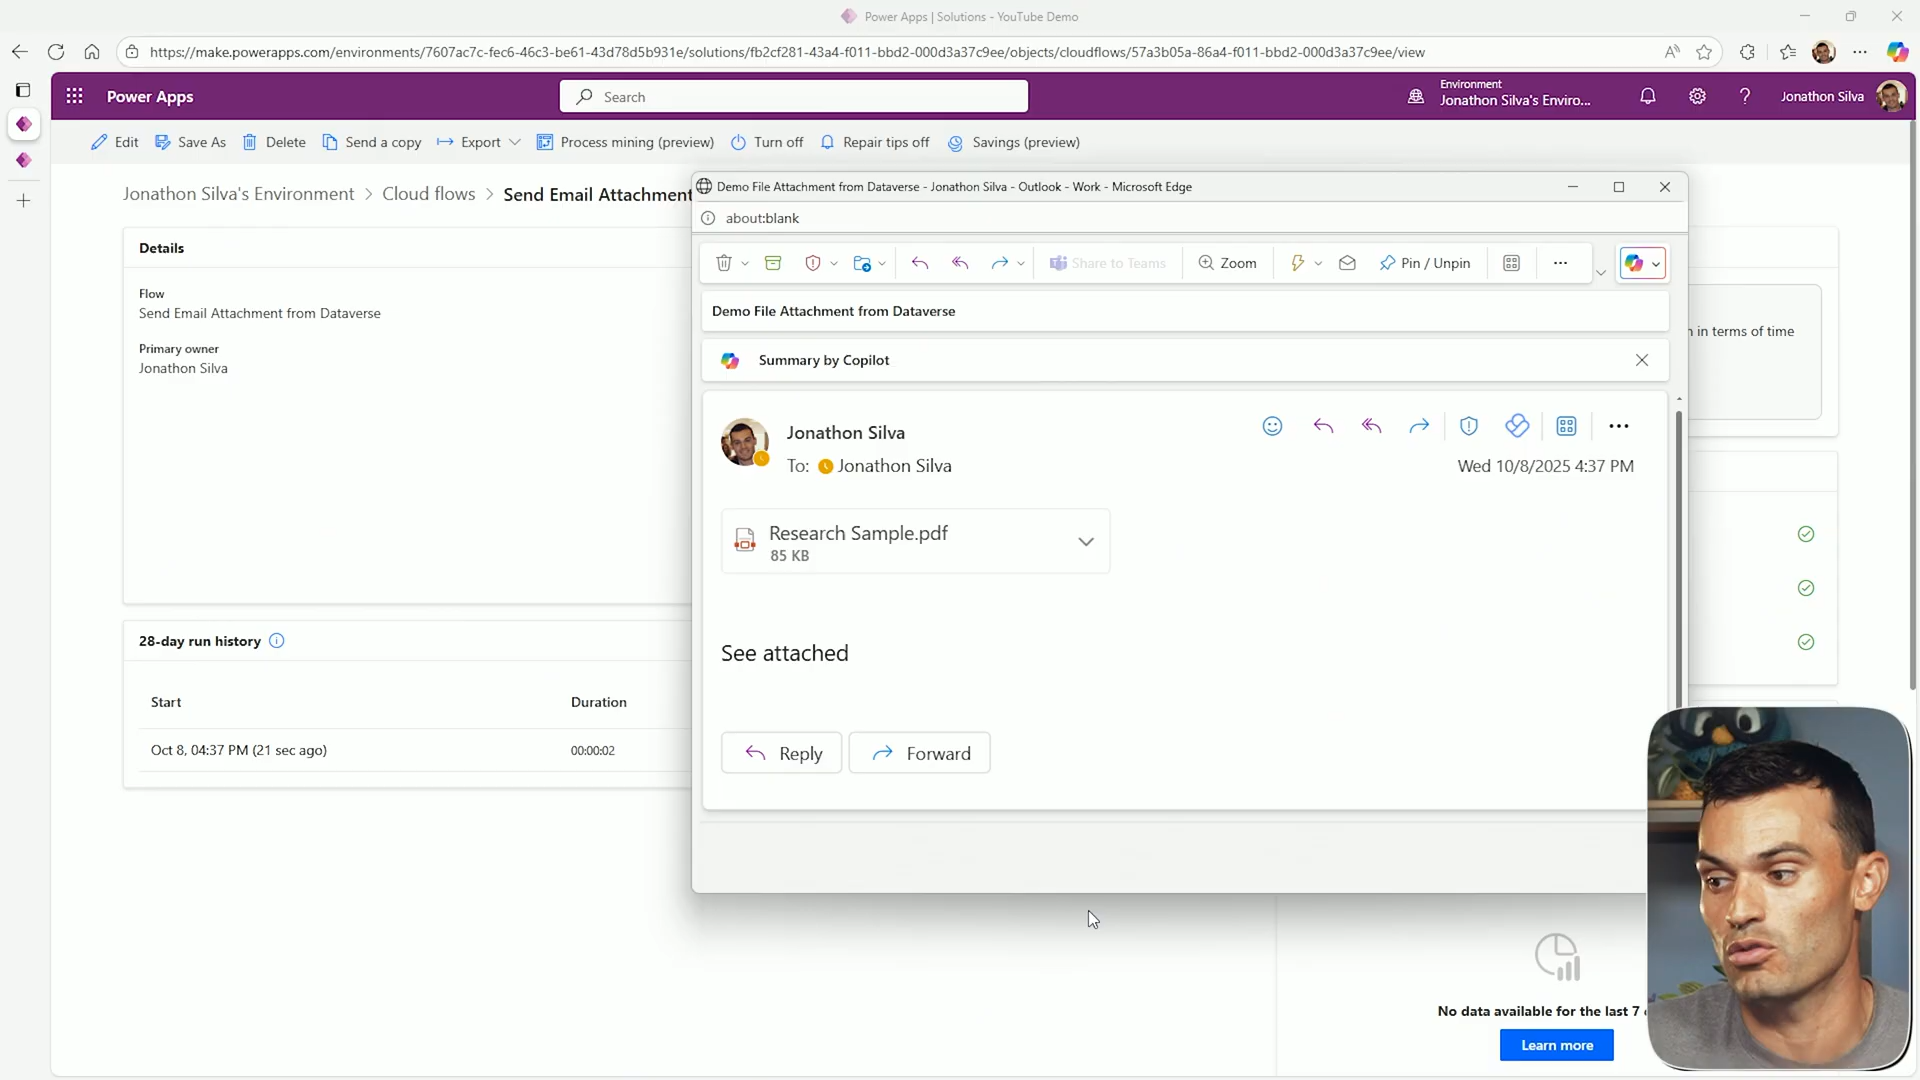 Power Apps | Solutions - YouTube Demo
https://make.powerapps.com/environments/7607ac7c-fec6-46c3-be61-43d78d5b931e/solutions/fb2cf281-43a4-f011-bbd2-000d3a37c9ee/objects/cloudflows/57a3b05a-86a4-f011-bbd2-000d3a37c9ee/view
Power Apps
Search
Environment
Jonathon Silva's Enviro...
Jonathon Silva
Edit
Save As
Delete
Send a copy
Export
Process mining (preview)
Turn off
Repair tips off
Savings (preview)
Jonathon Silva's Environment > Cloud flows > Send Email Attachment
Details
Flow
Send Email Attachment from Dataverse
Primary owner
Jonathon Silva
28-day run history
Start
Duration
Oct 8, 04:37 PM (21 sec ago)
00:00:02
Demo File Attachment from Dataverse - Jonathon Silva - Outlook - Work - Microsoft Edge
about:blank
Share to Teams
Zoom
Pin / Unpin
Demo File Attachment from Dataverse
Summary by Copilot
Jonathon Silva
To: Jonathon Silva
Wed 10/8/2025 4:37 PM
Research Sample.pdf
85 KB
See attached
Reply
Forward
in terms of time
No data available for the last 7
Learn more